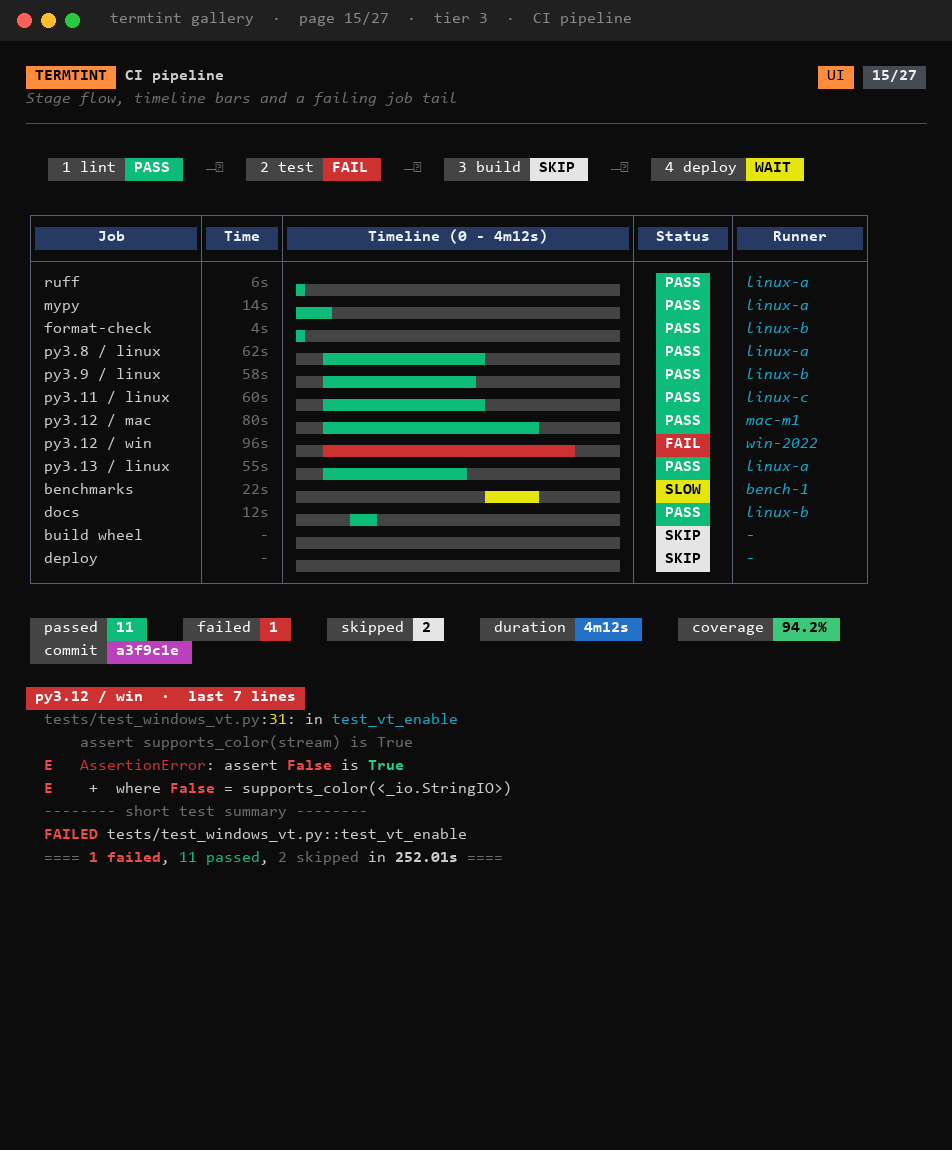 termtint gallery · page 15/27 · tier 3 · CI pipeline
TERMTINT CI pipeline UI 15/27
Stage flow, timeline bars and a failing job tail
1 lint PASS — 2 test FAIL — 3 build SKIP — 4 deploy WAIT
Job Time Timeline (0 - 4m12s) Status Runner
ruff 6s PASS linux-a
mypy 14s PASS linux-a
format-check 4s PASS linux-b
py3.8 / linux 62s PASS linux-a
py3.9 / linux 58s PASS linux-b
py3.11 / linux 60s PASS linux-c
py3.12 / mac 80s PASS mac-m1
py3.12 / win 96s FAIL win-2022
py3.13 / linux 55s PASS linux-a
benchmarks 22s SLOW bench-1
docs 12s PASS linux-b
build wheel - SKIP -
deploy - SKIP -
passed 11 failed 1 skipped 2 duration 4m12s coverage 94.2%
commit a3f9c1e
py3.12 / win · last 7 lines
tests/test_windows_vt.py:31: in test_vt_enable
assert supports_color(stream) is True
E AssertionError: assert False is True
E + where False = supports_color(<_io.StringIO>)
-------- short test summary --------
FAILED tests/test_windows_vt.py::test_vt_enable
==== 1 failed, 11 passed, 2 skipped in 252.01s ====